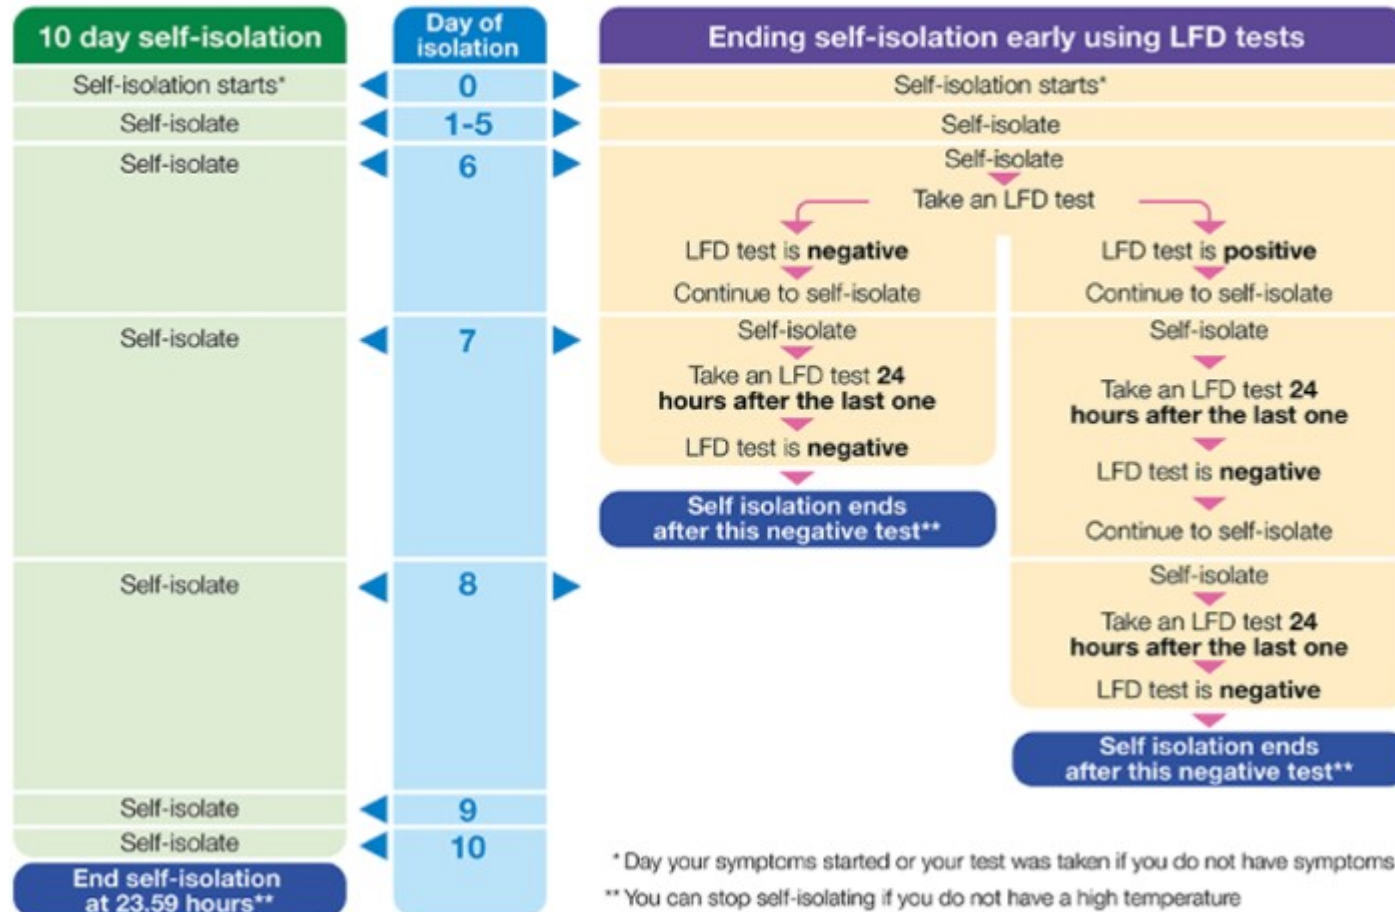 10 day self-isolation
Day of
isolation
Ending self-isolation early using LFD tests
Self-isolation starts*
0
Self-isolation starts*
Self-isolate
1-5
Self-isolate
Self-isolate
6
Self-isolate
Take an LFD test
LFD test is negative
LFD test is positive
Continue to self-isolate
Continue to self-isolate
Self-isolate
7
Self-isolate
Self-isolate
Take an LFD test 24
hours after the last one
Take an LFD test 24
hours after the last one
LFD test is negative
LFD test is negative
Self isolation ends
after this negative test**
Continue to self-isolate
Self-isolate
8
Self-isolate
Take an LFD test 24
hours after the last one
LFD test is negative
Self isolation ends
after this negative test**
Self-isolate
9
Self-isolate
10
End self-isolation
at 23.59 hours**
* Day your symptoms started or your test was taken if you do not have symptoms
** You can stop self-isolating if you do not have a high temperature